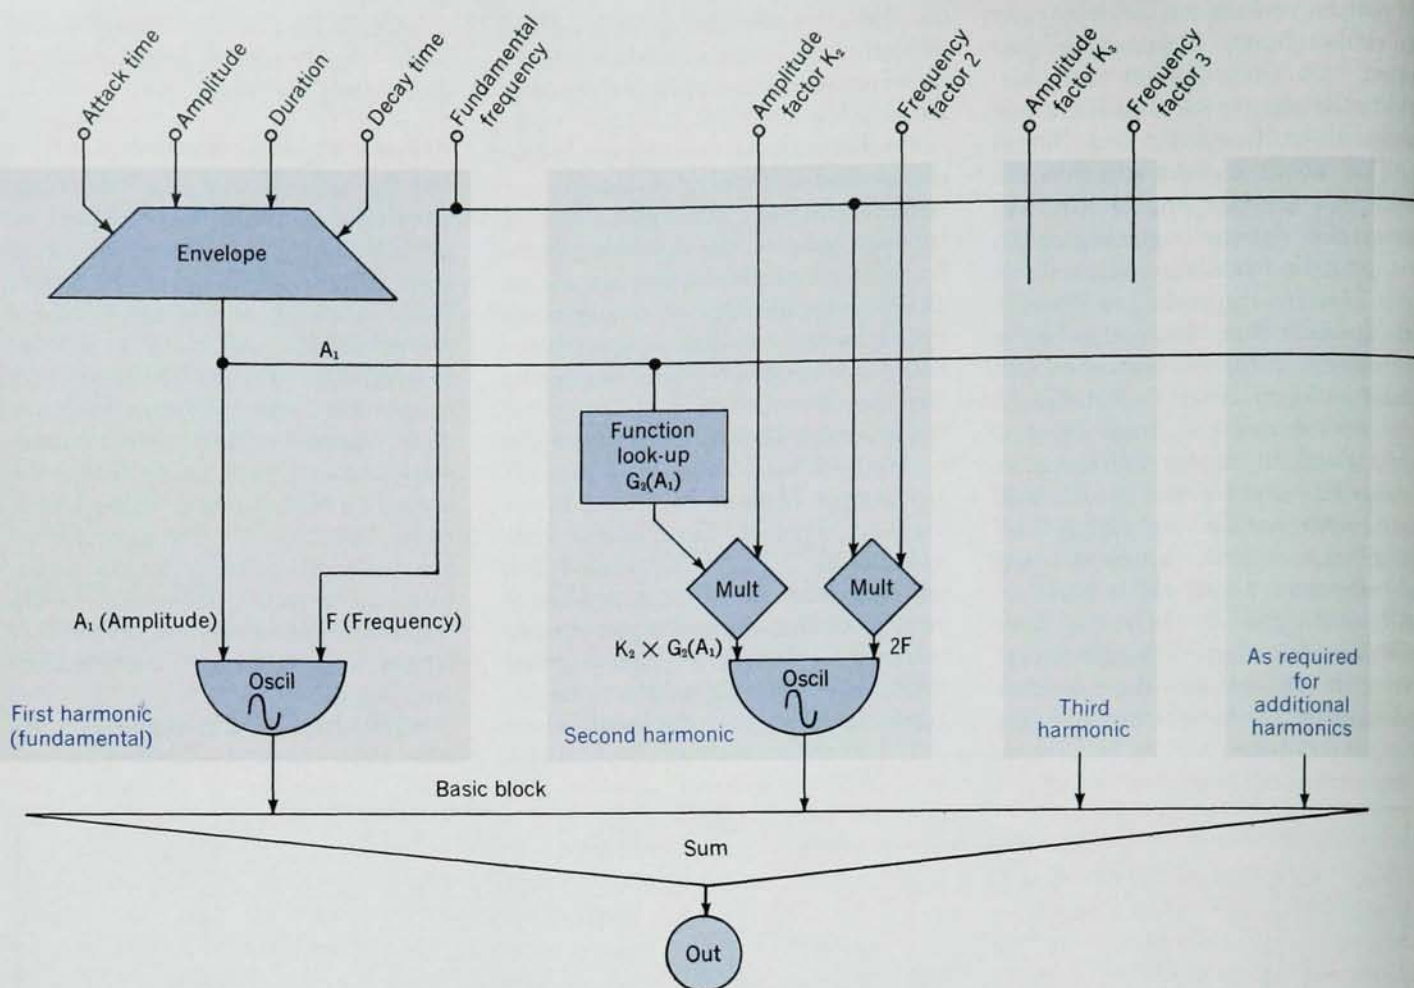 Attack time
Amplitude
Duration
Decay time
Fundamental
frequency
Amplitude
factor K₂
Frequency
factor 2
Amplitude
factor K₃
Frequency
factor 3
Envelope
A₁
Function
look-up
G₂(A₁)
Mult
Mult
A₁ (Amplitude)
F (Frequency)
K₂ × G₂(A₁)
2F
Oscil
Oscil
First harmonic
(fundamental)
Second harmonic
Third
harmonic
As required
for
additional
harmonics
Basic block
Sum
Out